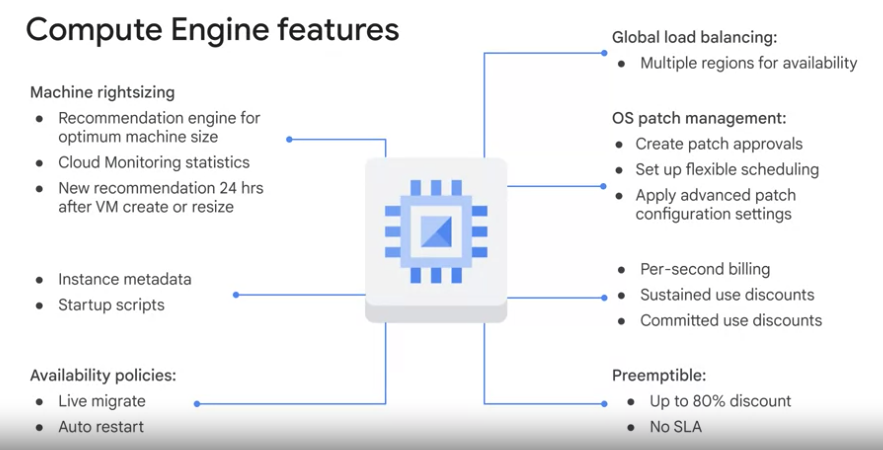 Compute Engine features
Machine rightsizing
● Recommendation engine for
optimum machine size
● Cloud Monitoring statistics
● New recommendation 24 hrs
after VM create or resize
● Instance metadata
● Startup scripts
Availability policies:
● Live migrate
● Auto restart
Global load balancing:
● Multiple regions for availability
OS patch management:
● Create patch approvals
● Set up flexible scheduling
● Apply advanced patch
configuration settings
● Per-second billing
● Sustained use discounts
● Committed use discounts
Preemptible:
● Up to 80% discount
● No SLA